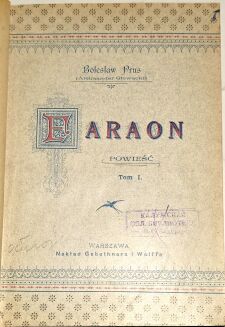 Bolesław Prus
(Aleksander Głowacki)
FARAON
POWIEŚĆ
Tom I.
WARSZAWA
Nakład Gebethnera i Wolffa